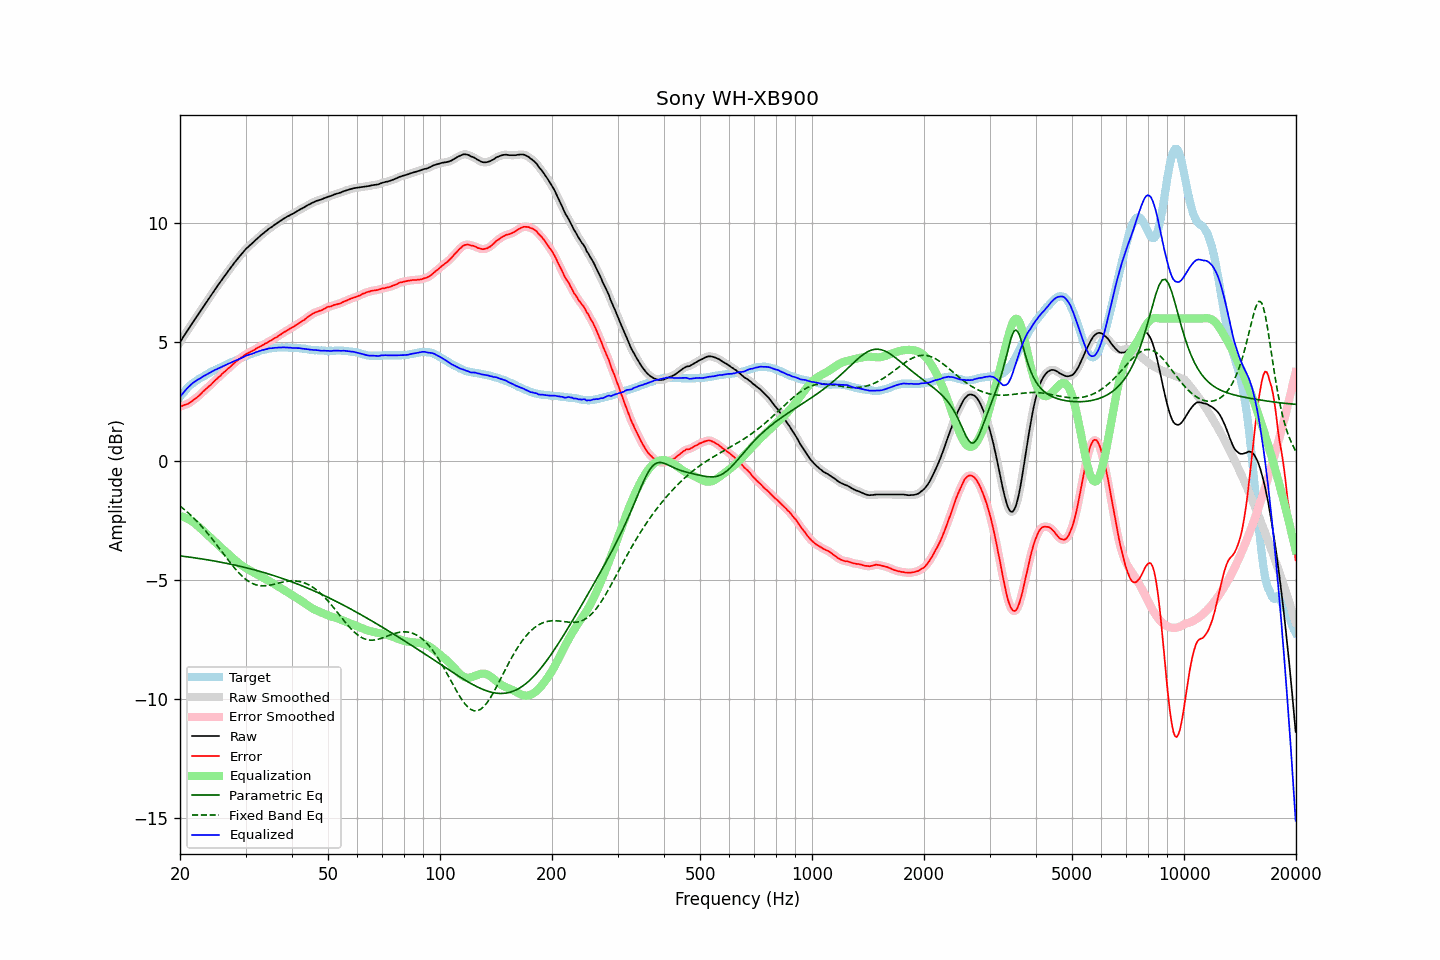 Sony WH-XB900
Amplitude (dBr)
10
5
0
−5
−10
−15
Target
Raw Smoothed
Error Smoothed
Raw
Error
Equalization
Parametric Eq
Fixed Band Eq
Equalized
20 50 100 200 500 1000 2000 5000 10000 20000
Frequency (Hz)